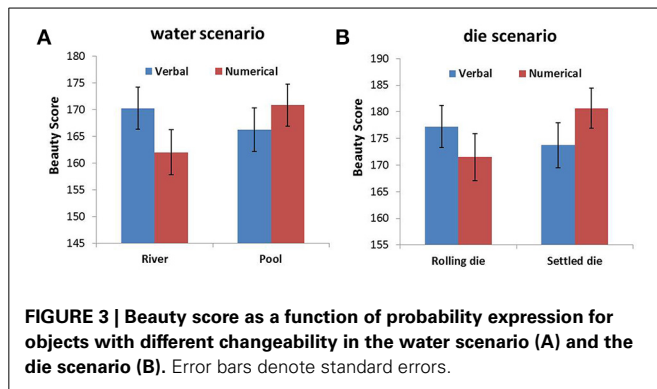 A
water scenario
Verbal
Numerical
Beauty Score
180
175
170
165
160
155
150
145
River
Pool
B
die scenario
Verbal
Numerical
Beauty Score
190
185
180
175
170
165
160
155
Rolling die
Settled die
FIGURE 3 | Beauty score as a function of probability expression for
objects with different changeability in the water scenario (A) and the
die scenario (B). Error bars denote standard errors.